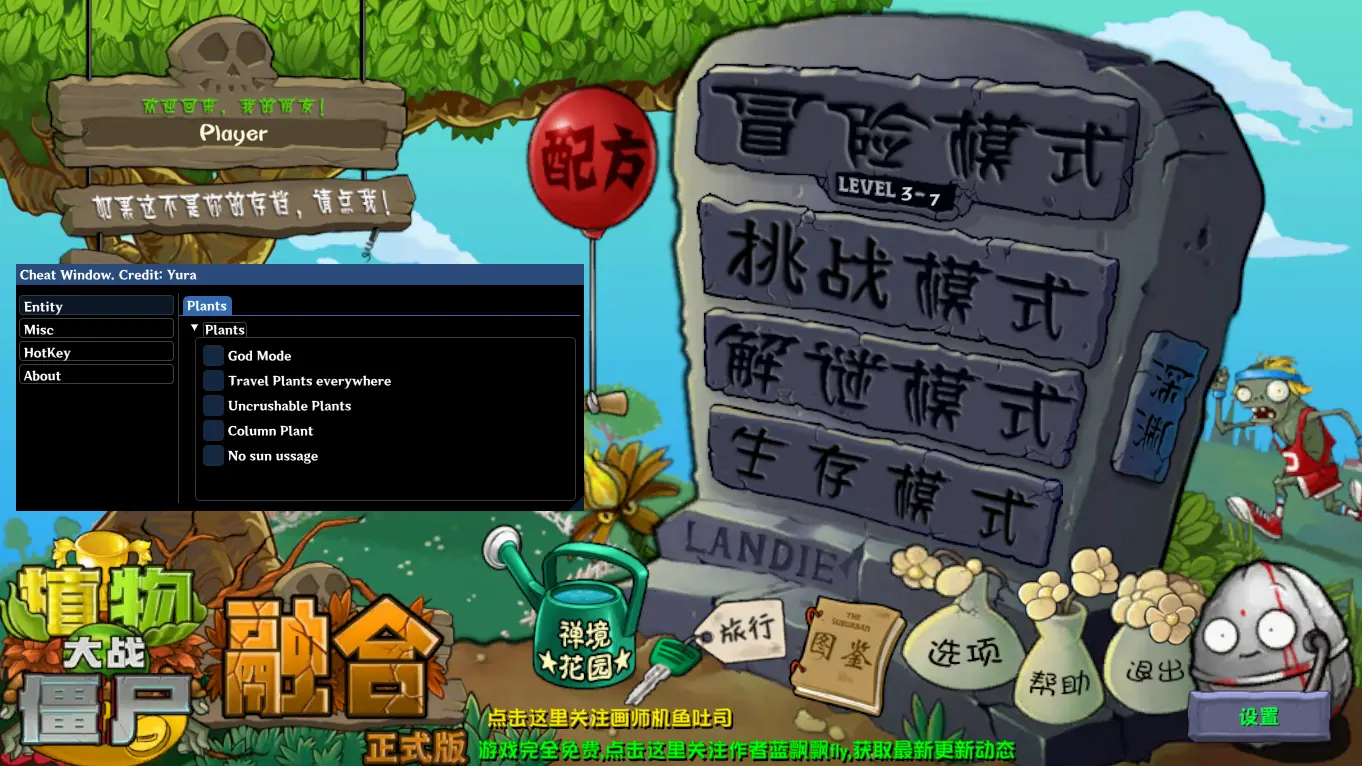 欢迎回来，我的朋友！
Player
如果这不是你的存档，请点我！
配方
冒险模式
LEVEL 3-7
挑战模式
解谜模式
生存模式
LANDIE
Cheat Window. Credit: Yura
Entity
Misc
HotKey
About
Plants
Plants
God Mode
Travel Plants everywhere
Uncrushable Plants
Column Plant
No sun ussage
植物
大战
僵尸
融合
正式版
禅境
花园
旅行
THE
SUBURBAN
图鉴
选项
帮助
退出
设置
点击这里关注画师机鱼吐司
游戏完全免费,点击这里关注作者蓝飘飘fly,获取最新更新动态